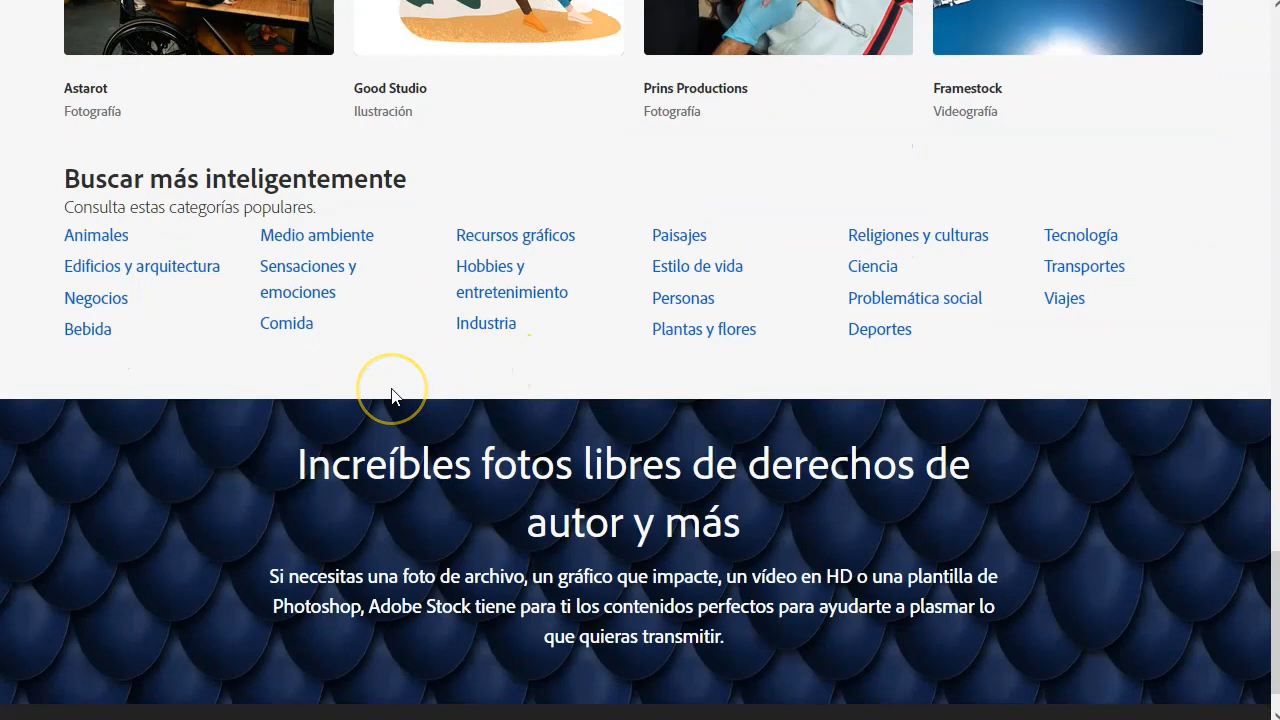 Astarot
Fotografía
Good Studio
Ilustración
Prins Productions
Fotografía
Framestock
Videografía
Buscar más inteligentemente
Consulta estas categorías populares.
Animales
Edificios y arquitectura
Negocios
Bebida
Medio ambiente
Sensaciones y
emociones
Comida
Recursos gráficos
Hobbies y
entretenimiento
Industria
Paisajes
Estilo de vida
Personas
Plantas y flores
Religiones y culturas
Ciencia
Problemática social
Deportes
Tecnología
Transportes
Viajes
Increíbles fotos libres de derechos de
autor y más
Si necesitas una foto de archivo, un gráfico que impacte, un vídeo en HD o una plantilla de
Photoshop, Adobe Stock tiene para ti los contenidos perfectos para ayudarte a plasmar lo
que quieras transmitir.